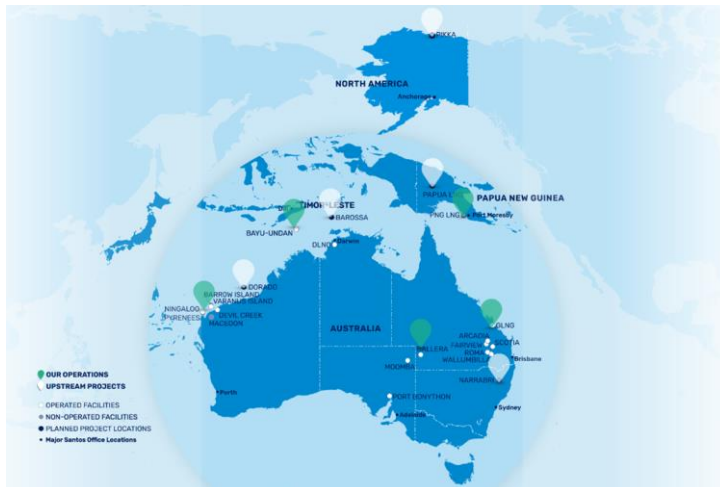 PIKKA
NORTH AMERICA
Anchorage
PAPUA L
PAPUA NEW GUINEA
PNG LNG
Port Moresby
TIMOR-LESTE
BAROSSA
BAYU-UNDAN
DLNG
Darwin
DORADO
BARROW ISLAND
VARANUS ISLAND
NINGALOO
PYRENEES
DEVIL CREEK
MACEDON
GLNG
ARCADIA
AUSTRALIA
FAIRVIEW
SCOTIA
BALLERA
ROMA
WALLUMBILLA
Brisbane
MOOMBA
NARRABRI
OUR OPERATIONS
UPSTREAM PROJECTS
Perth
PORT BONYTHON
OPERATED FACILITIES
NON-OPERATED FACILITIES
Adelaide
Sydney
PLANNED PROJECT LOCATIONS
Major Santos Office Locations